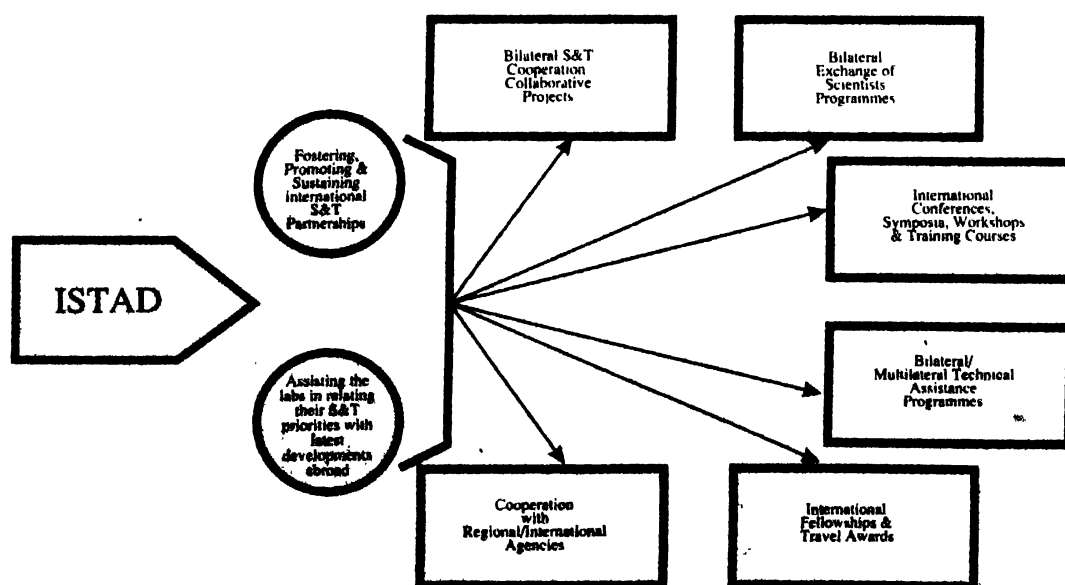 Bilateral S&T
Cooperation
Collaborative
Projects
Bilateral
Exchange of
Scientists
Programmes
Fostering,
Promoting &
Sustaining
International
S&T
Partnerships
International
Conferences,
Symposia, Workshops
& Training Courses
ISTAD
Bilateral/
Multilateral Technical
Assistance
Programmes
Assisting the
labs in relating
their S&T
priorities with
latest
developments
abroad
Cooperation
with
Regional/International
Agencies
International
Fellowships &
Travel Awards